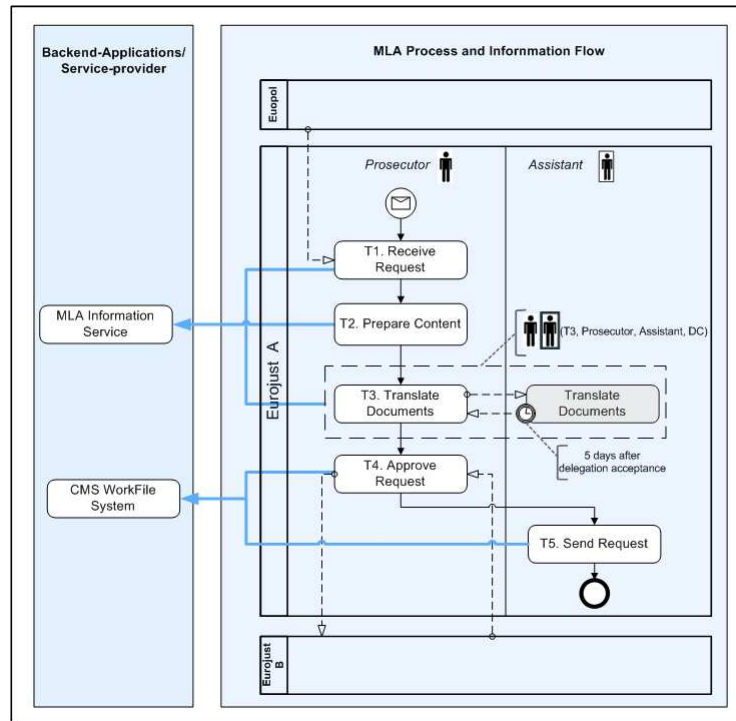 Backend-Applications/
Service-provider
MLA Process and Infornmation Flow
Euopol
Prosecutor
Assistant
Eurojust A
T1. Receive
Request
MLA Information
Service
T2. Prepare Content
(T3, Prosecutor, Assistant, DC)
T3. Translate
Documents
Translate
Documents
5 days after
delegation acceptance
T4. Approve
Request
CMS WorkFile
System
T5. Send Request
Eurojust
B